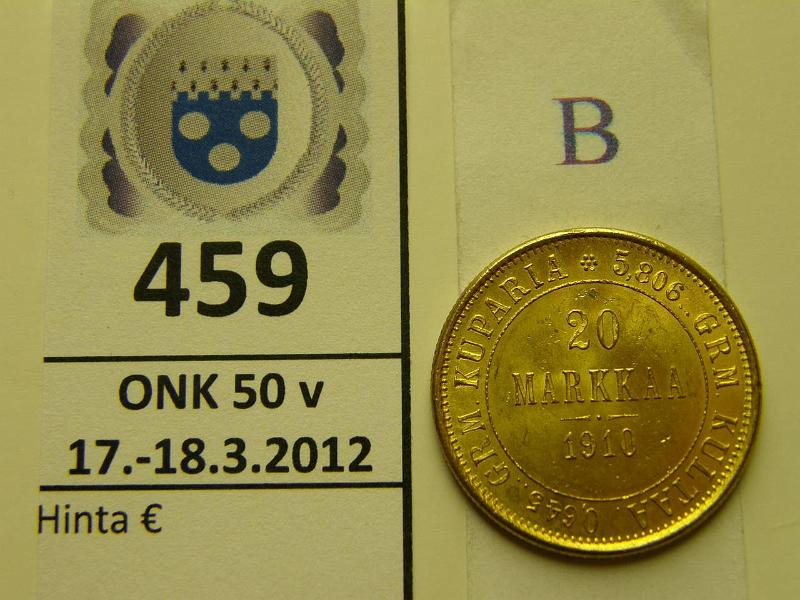 459
ONK 50 v
17.-18.3.2012
Hinta €
B
5,806.. GRM. KULTAA, 0,645. GRM KUPARIA
20
MARKKAA
1910